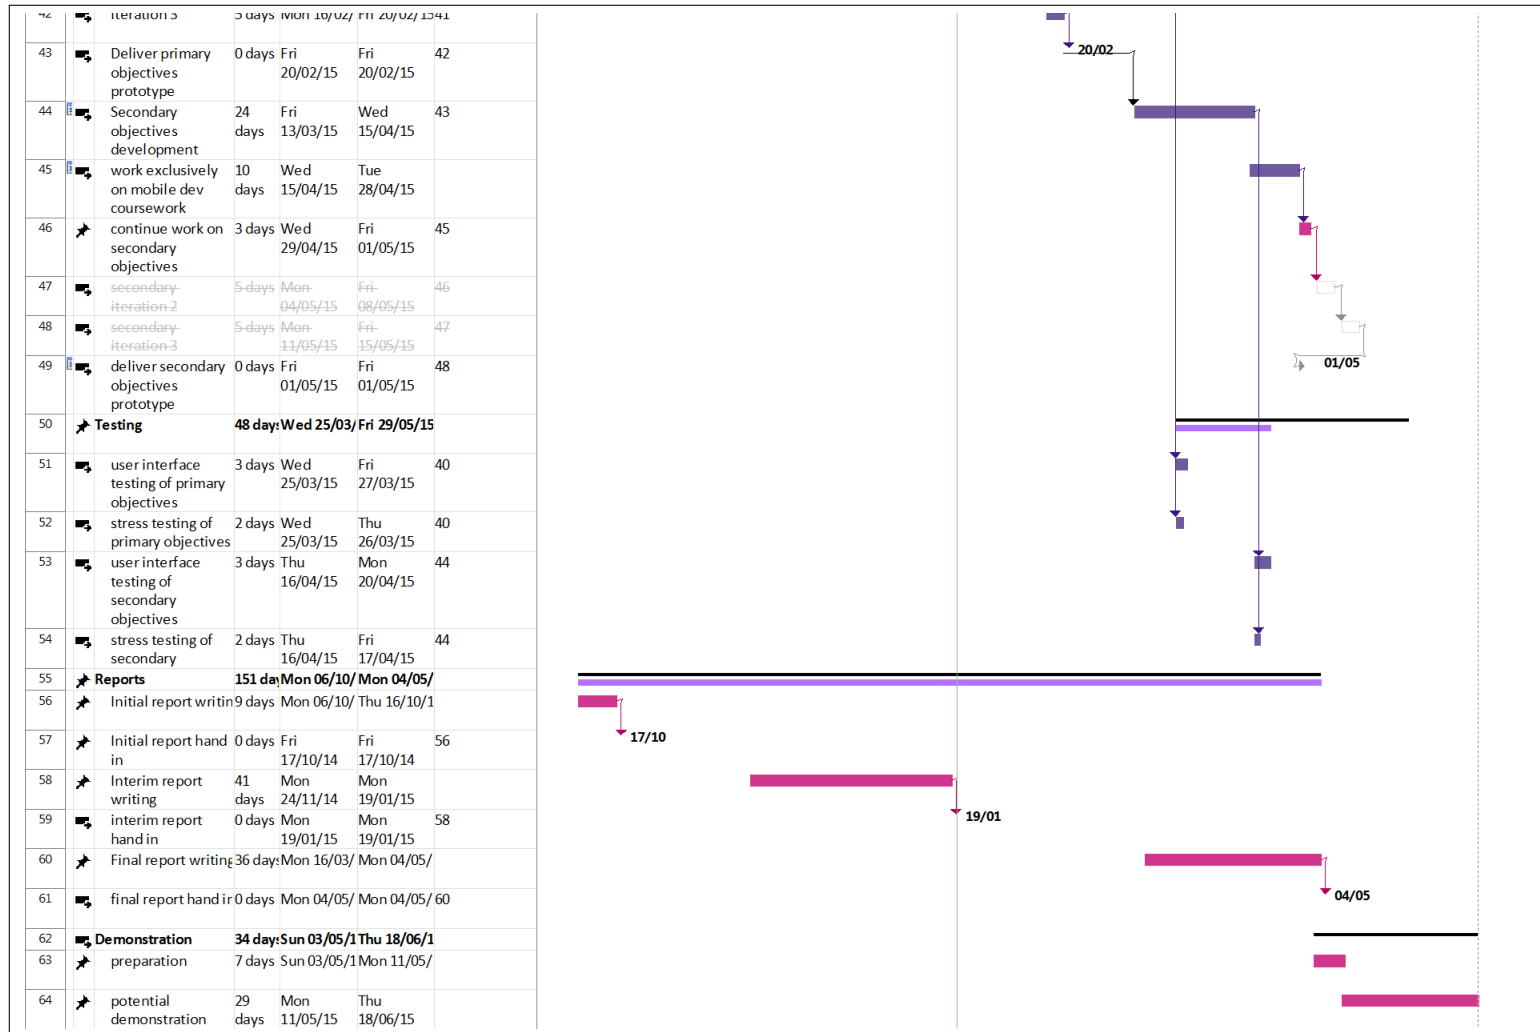 42 Iteration 3 5 days Mon 16/02/ Fri 20/02/15 41
43 Deliver primary 0 days Fri Fri 42
objectives 20/02/15 20/02/15
prototype
20/02
44 Secondary 24 Fri Wed 43
objectives days 13/03/15 15/04/15
development
45 work exclusively 10 Wed Tue
on mobile dev days 15/04/15 28/04/15
coursework
46 continue work on 3 days Wed Fri 45
secondary 29/04/15 01/05/15
objectives
47 secondary 5 days Mon Fri 46
iteration 2 04/05/15 08/05/15
48 secondary 5 days Mon Fri 47
iteration 3 11/05/15 15/05/15
49 deliver secondary 0 days Fri Fri 48
objectives 01/05/15 01/05/15
prototype
01/05
50 Testing 48 days Wed 25/03/ Fri 29/05/15
51 user interface 3 days Wed Fri 40
testing of primary 25/03/15 27/03/15
objectives
52 stress testing of 2 days Wed Thu 40
primary objectives 25/03/15 26/03/15
53 user interface 3 days Thu Mon 44
testing of 16/04/15 20/04/15
secondary
objectives
54 stress testing of 2 days Thu Fri 44
secondary 16/04/15 17/04/15
55 Reports 151 day Mon 06/10/ Mon 04/05/
56 Initial report writin 9 days Mon 06/10/ Thu 16/10/1
17/10
57 Initial report hand 0 days Fri Fri 56
in 17/10/14 17/10/14
58 Interim report 41 Mon Mon
writing days 24/11/14 19/01/15
59 interim report 0 days Mon Mon 58
hand in 19/01/15 19/01/15
19/01
60 Final report writing 36 days Mon 16/03/ Mon 04/05/
61 final report hand in 0 days Mon 04/05/ Mon 04/05/ 60
04/05
62 Demonstration 34 days Sun 03/05/1 Thu 18/06/1
63 preparation 7 days Sun 03/05/1 Mon 11/05/
64 potential 29 Mon Thu
demonstration days 11/05/15 18/06/15